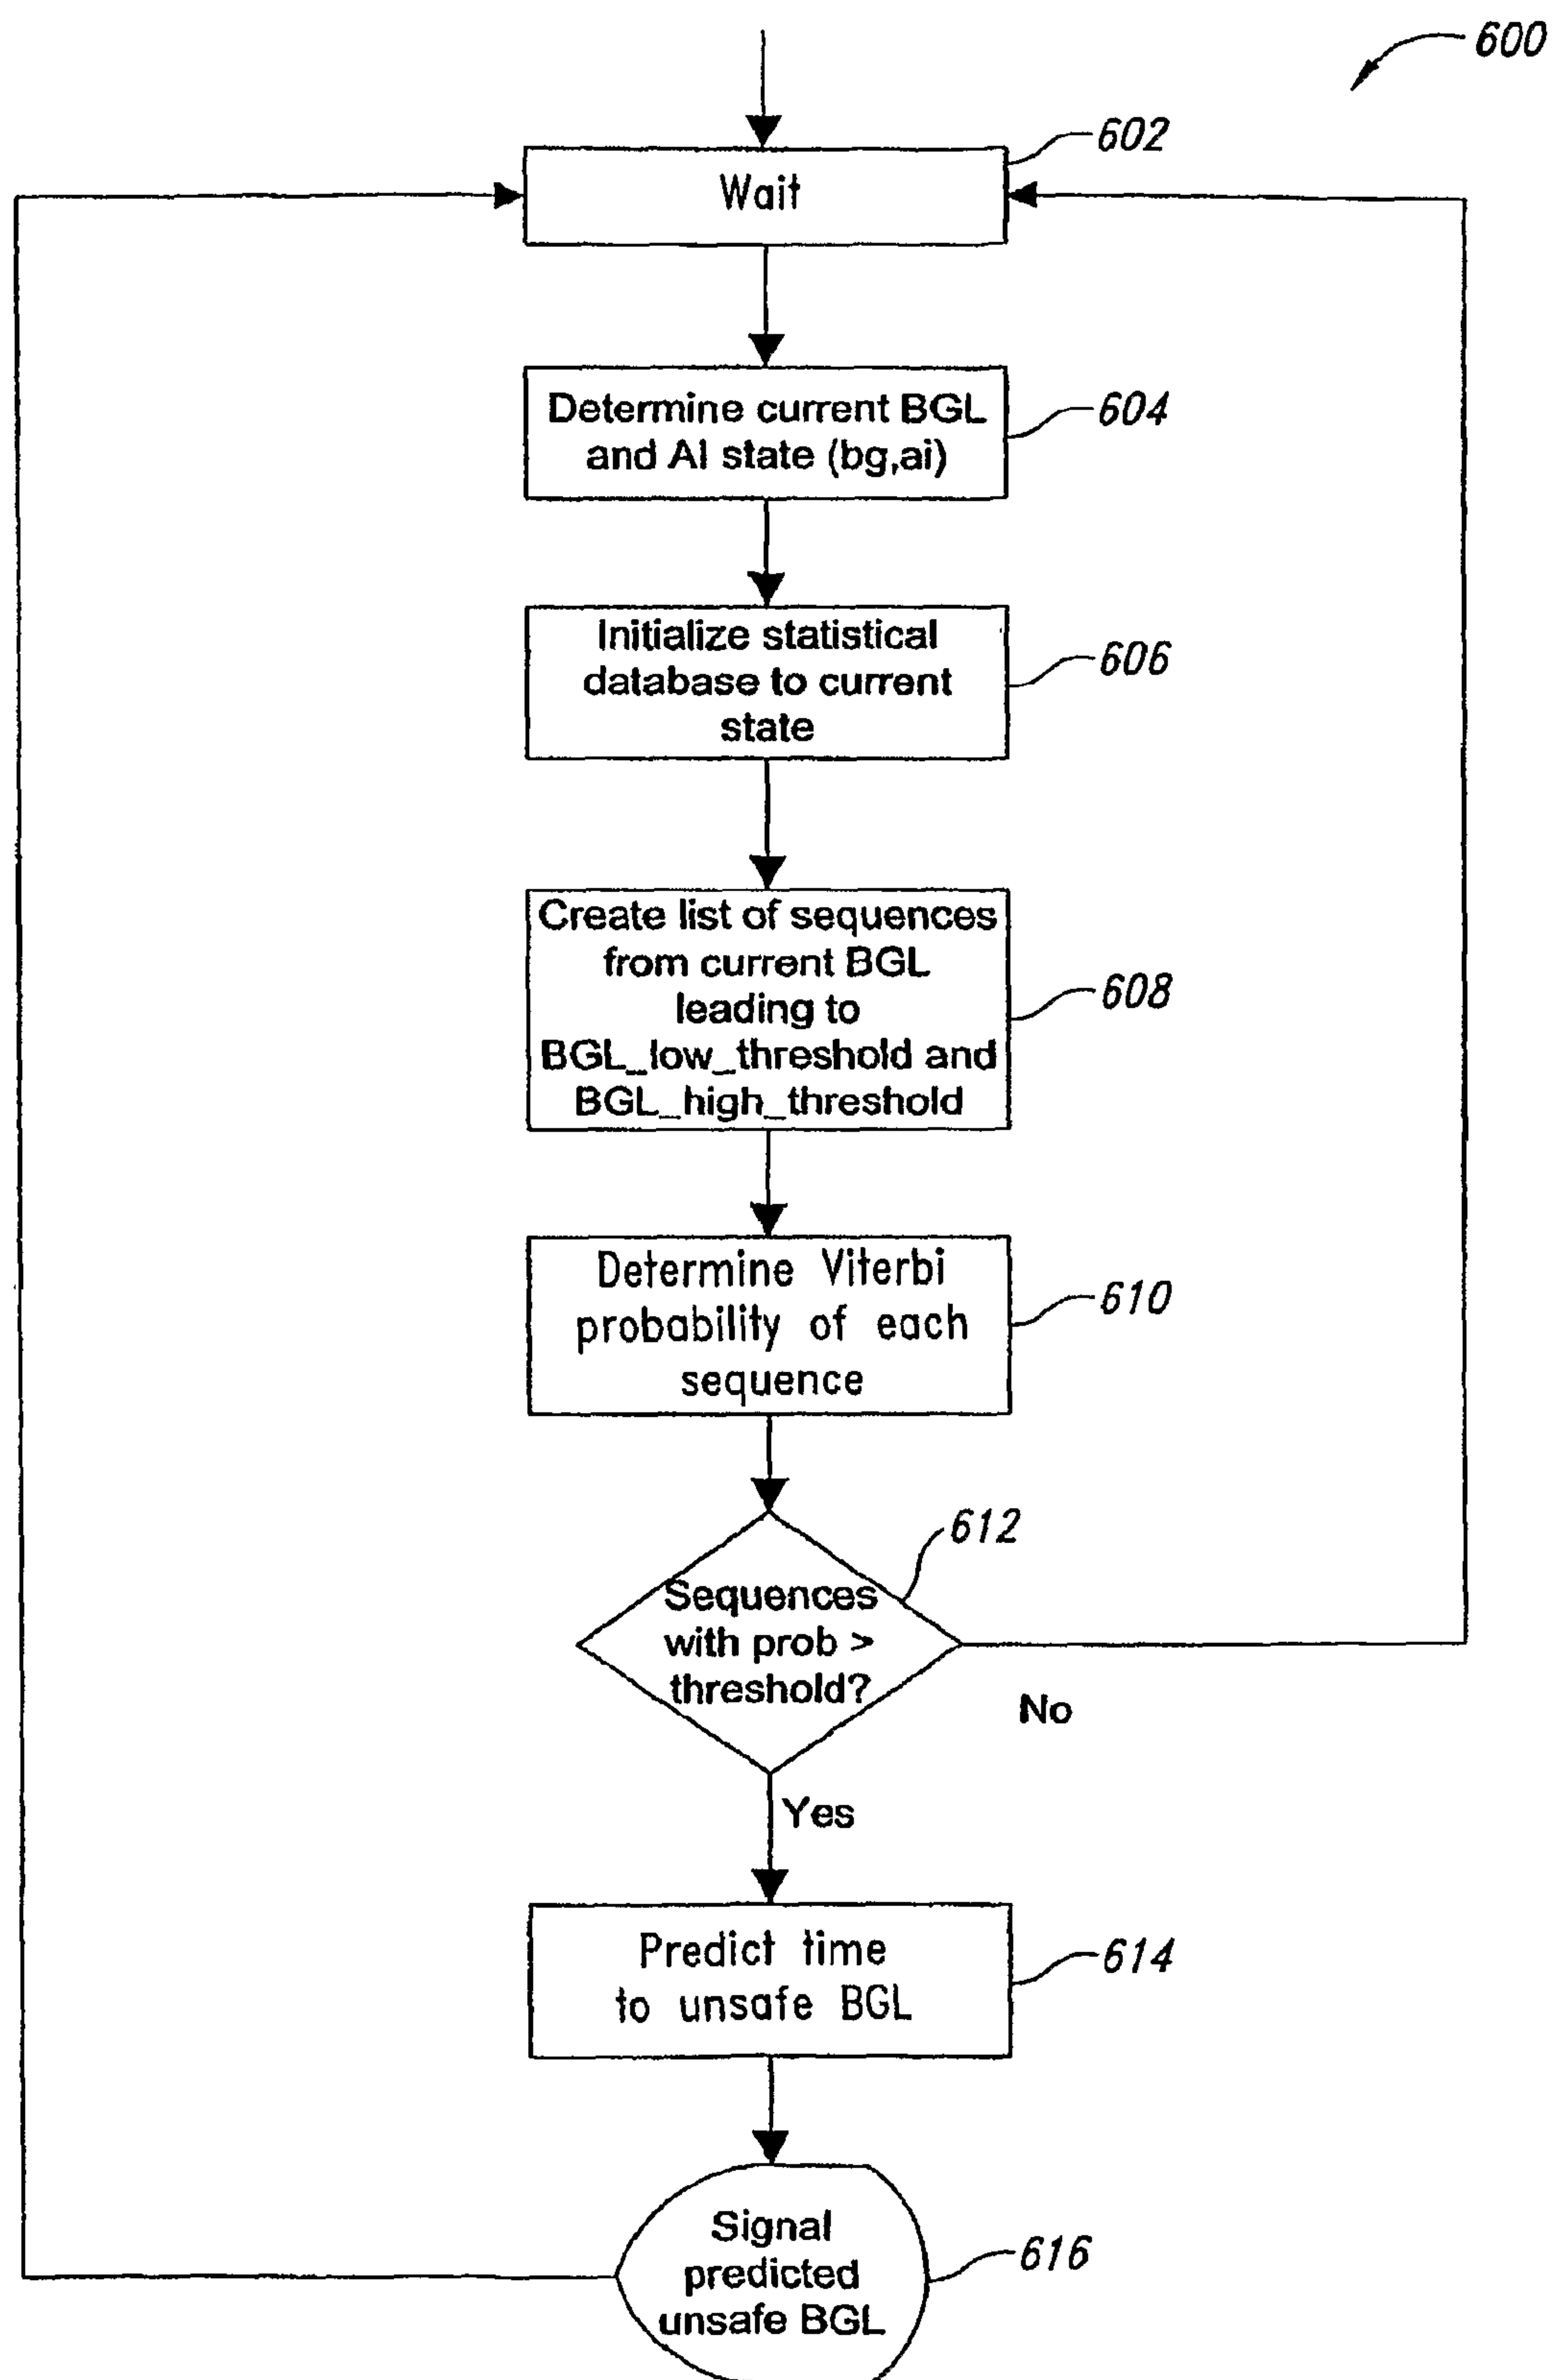 600
602
Wait
Determine current BGL
and AI state (bg,ai)
604
Initialize statistical
database to current
state
606
Create list of sequences
from current BGL
leading to
BGL_low_threshold and
BGL_high_threshold
608
Determine Viterbi
probability of each
sequence
610
612
Sequences
with prob >
threshold?
No
Yes
Predict time
to unsafe BGL
614
Signal
predicted
unsafe BGL
616